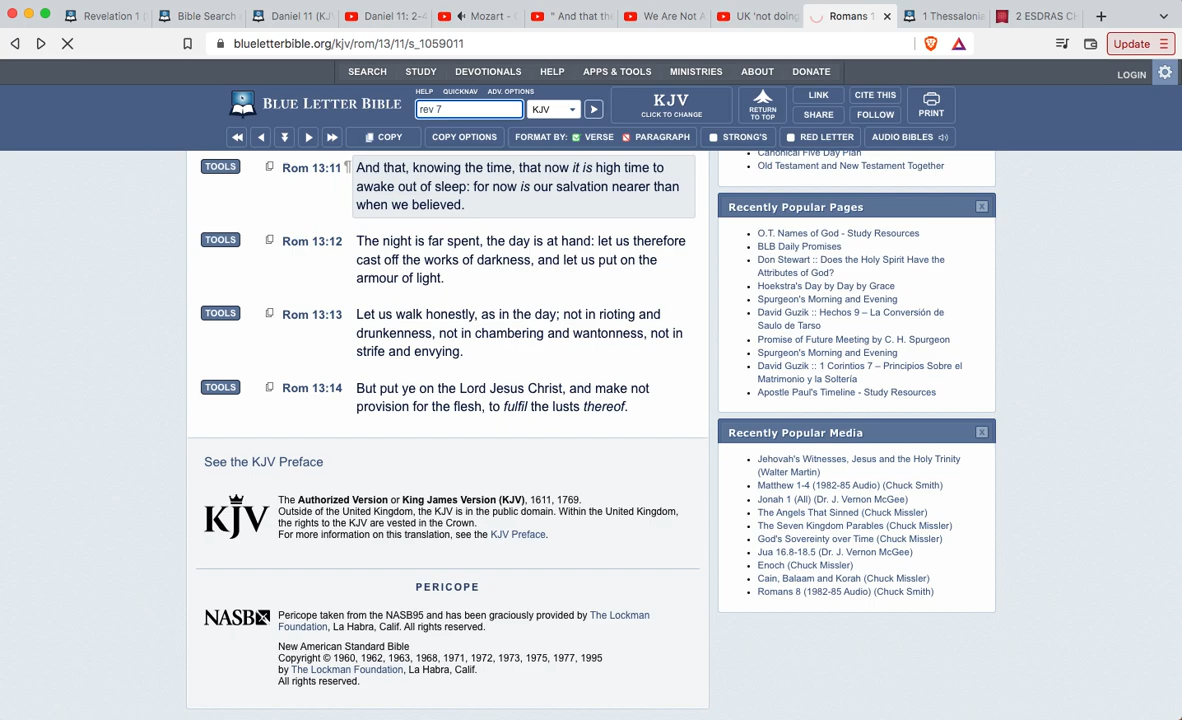 Revelation 1
Bible Search
Daniel 11 (KJ
Daniel 11: 2-4
Mozart -
" And that the
We Are Not A
UK 'not doing
Romans 1
1 Thessalonia
2 ESDRAS CH
blueletterbible.org/kjv/rom/13/11/s_1059011
Update
SEARCH STUDY DEVOTIONALS HELP APPS & TOOLS MINISTRIES ABOUT DONATE
LOGIN
BLUE LETTER BIBLE
HELP QUICKNAV ADV. OPTIONS
rev 7
KJV
KJV
CLICK TO CHANGE
RETURN
TO TOP
LINK
CITE THIS
SHARE
FOLLOW
PRINT
COPY
COPY OPTIONS
FORMAT BY: VERSE PARAGRAPH
STRONG'S
RED LETTER
AUDIO BIBLES
TOOLS Rom 13:11 ¶ And that, knowing the time, that now it is high time to
awake out of sleep: for now is our salvation nearer than
when we believed.
TOOLS Rom 13:12 The night is far spent, the day is at hand: let us therefore
cast off the works of darkness, and let us put on the
armour of light.
TOOLS Rom 13:13 Let us walk honestly, as in the day; not in rioting and
drunkenness, not in chambering and wantonness, not in
strife and envying.
TOOLS Rom 13:14 But put ye on the Lord Jesus Christ, and make not
provision for the flesh, to fulfil the lusts thereof.
See the KJV Preface
KJV
The Authorized Version or King James Version (KJV), 1611, 1769.
Outside of the United Kingdom, the KJV is in the public domain. Within the United Kingdom,
the rights to the KJV are vested in the Crown.
For more information on this translation, see the KJV Preface.
PERICOPE
NASB
Pericope taken from the NASB95 and has been graciously provided by The Lockman
Foundation, La Habra, Calif. All rights reserved.
New American Standard Bible
Copyright © 1960, 1962, 1963, 1968, 1971, 1972, 1973, 1975, 1977, 1995
by The Lockman Foundation, La Habra, Calif.
All rights reserved.
Canonical Five Day Plan
Old Testament and New Testament Together
Recently Popular Pages
O.T. Names of God - Study Resources
BLB Daily Promises
Don Stewart :: Does the Holy Spirit Have the
Attributes of God?
Hoekstra's Day by Day by Grace
Spurgeon's Morning and Evening
David Guzik :: Hechos 9 – La Conversión de
Saulo de Tarso
Promise of Future Meeting by C. H. Spurgeon
Spurgeon's Morning and Evening
David Guzik :: 1 Corintios 7 – Principios Sobre el
Matrimonio y la Soltería
Apostle Paul's Timeline - Study Resources
Recently Popular Media
Jehovah's Witnesses, Jesus and the Holy Trinity
(Walter Martin)
Matthew 1-4 (1982-85 Audio) (Chuck Smith)
Jonah 1 (All) (Dr. J. Vernon McGee)
The Angels That Sinned (Chuck Missler)
The Seven Kingdom Parables (Chuck Missler)
God's Sovereinty over Time (Chuck Missler)
Jua 16.8-18.5 (Dr. J. Vernon McGee)
Enoch (Chuck Missler)
Cain, Balaam and Korah (Chuck Missler)
Romans 8 (1982-85 Audio) (Chuck Smith)